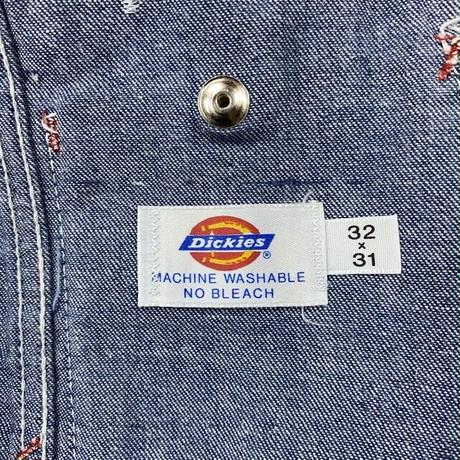 Dickies
®
MACHINE WASHABLE
NO BLEACH
32
×
31